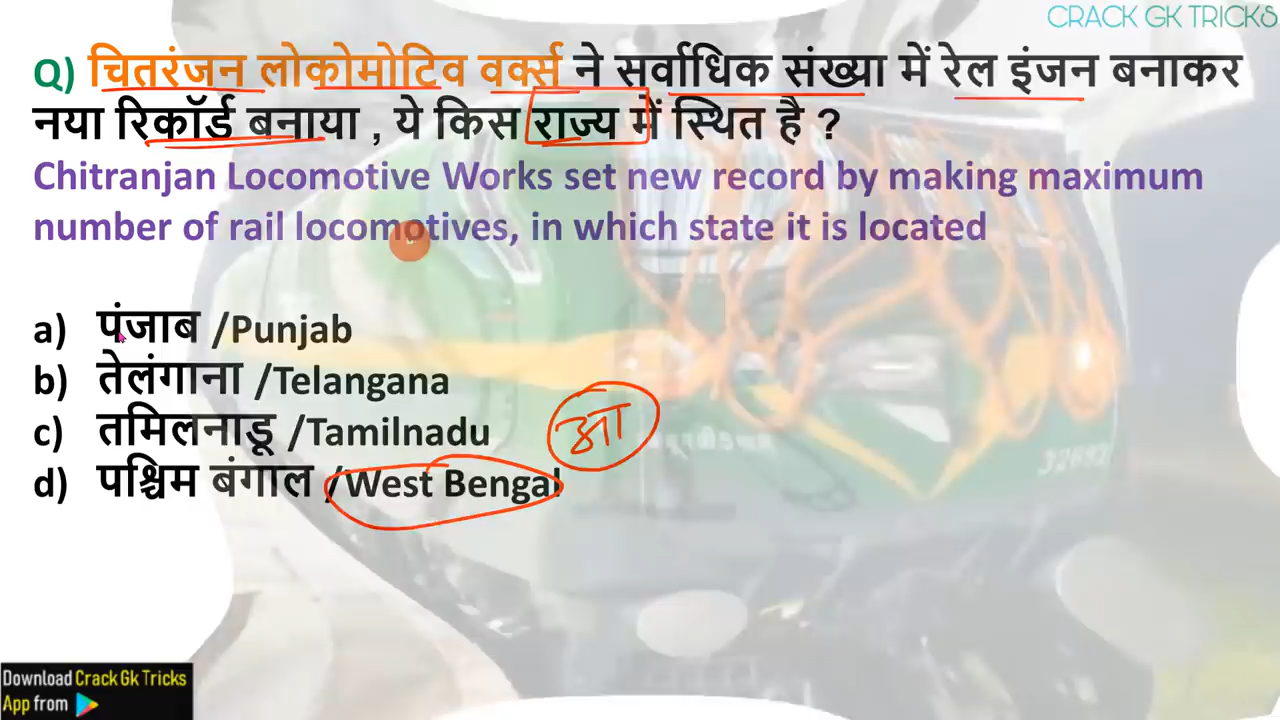 CRACK GK TRICKS
Q) चितरंजन लोकोमोटिव वर्क्स ने सर्वाधिक संख्या में रेल इंजन बनाकर
नया रिकॉर्ड बनाया , ये किस राज्य में स्थित है ?
Chitranjan Locomotive Works set new record by making maximum
number of rail locomotives, in which state it is located
a) पंजाब /Punjab
b) तेलंगाना /Telangana
c) तमिलनाडू /Tamilnadu
आ
d) पश्चिम बंगाल /West Bengal
Download Crack Gk Tricks
App from